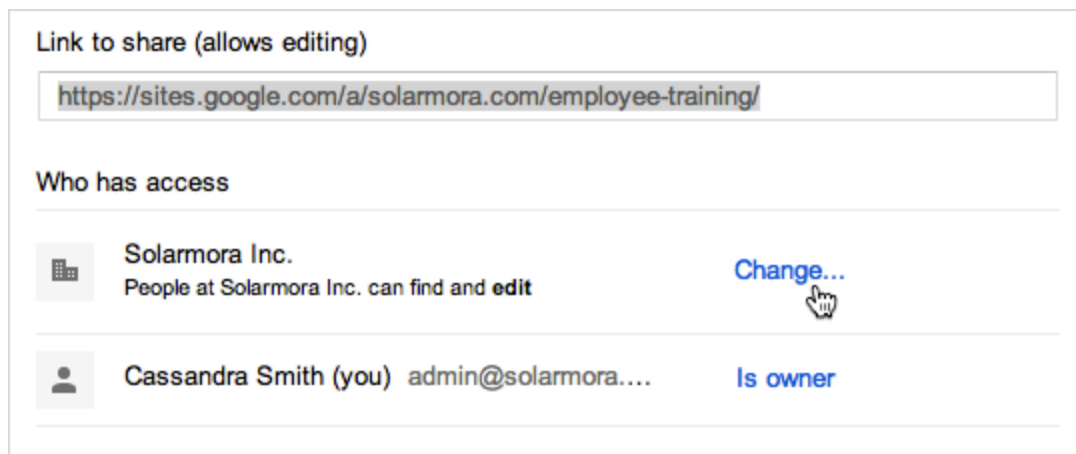 Link to share (allows editing)
https://sites.google.com/a/solarmora.com/employee-training/
Who has access
Solarmora Inc.
People at Solarmora Inc. can find and edit
Change...
Cassandra Smith (you) admin@solarmora.... Is owner